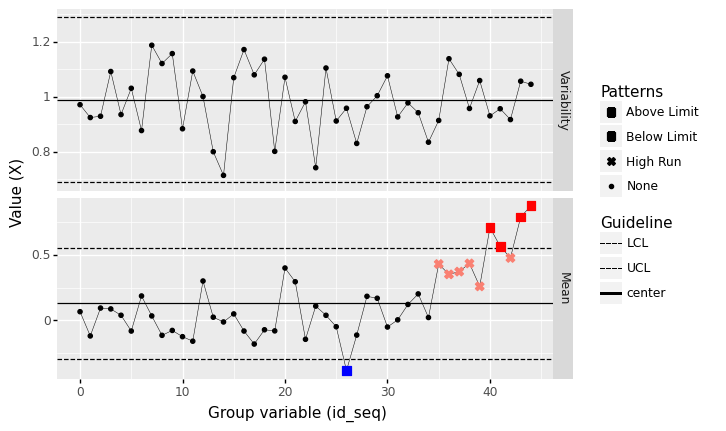 1.2
1
0.8
Variability
0.5
0
Mean
0
10
20
30
40
Group variable (id_seq)
Value (X)
Patterns
Above Limit
Below Limit
High Run
None
Guideline
LCL
UCL
center